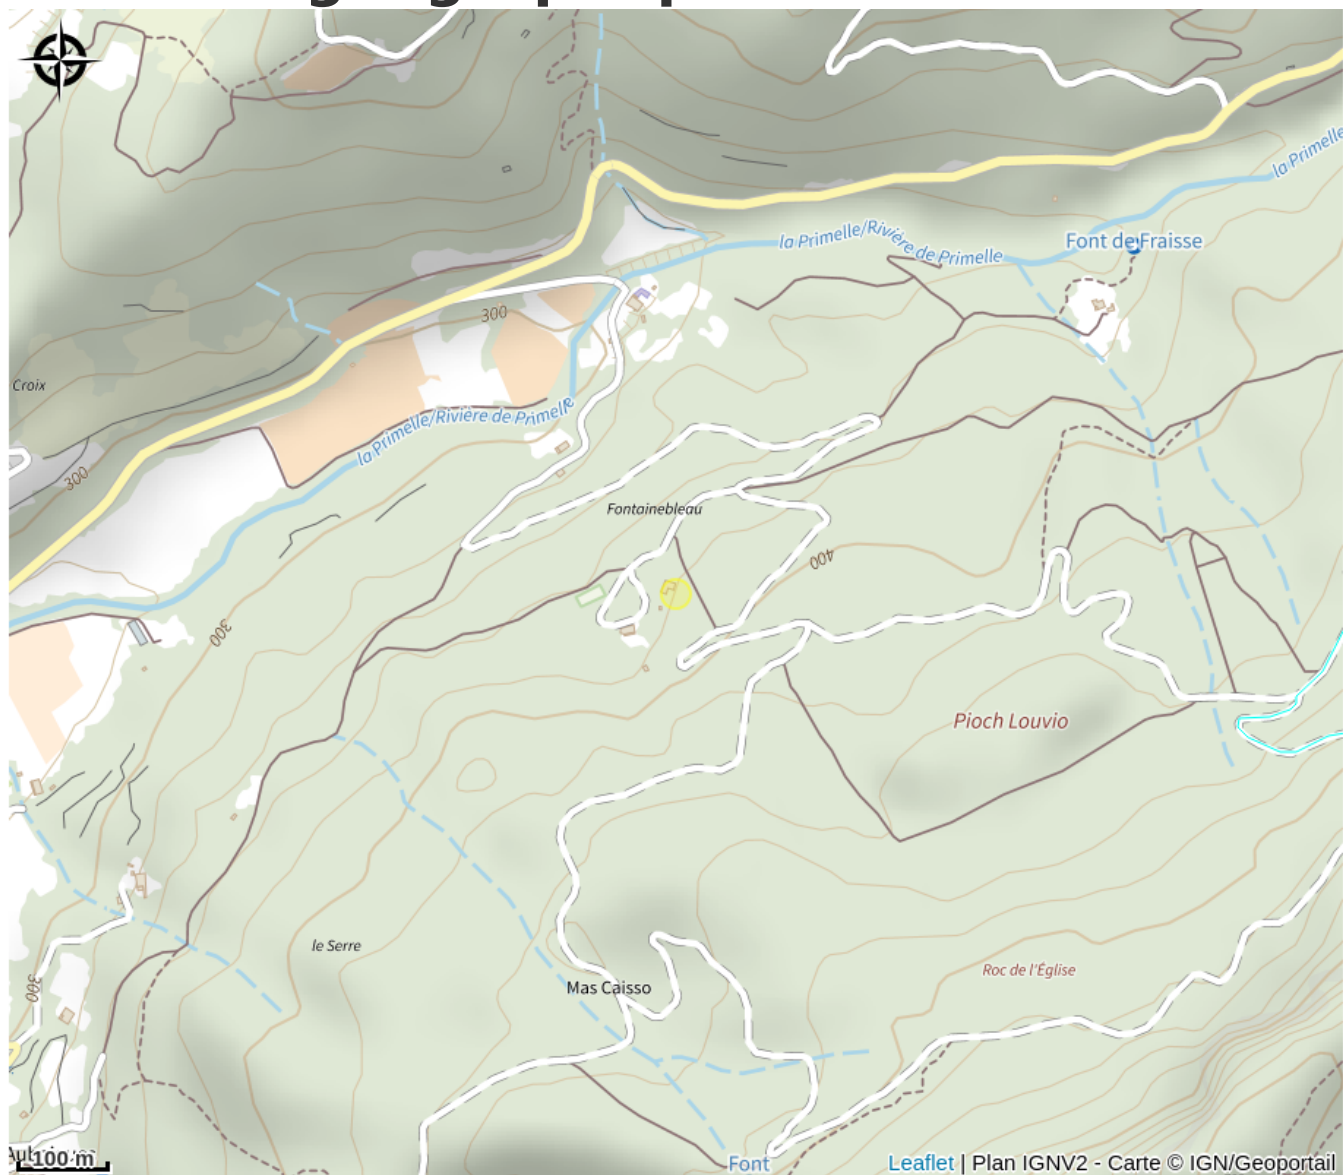 la Primelle
la Primelle/Rivière de Primelle
Font de Fraisse
300
Croix
la Primelle/Rivière de Primelle
300
Fontainebleau
400
300
Pioch Louvio
le Serre
Roc de l'Église
Mas Caisso
300
100 m
Font
Leaflet | Plan IGNV2 - Carte © IGN/Geoportail